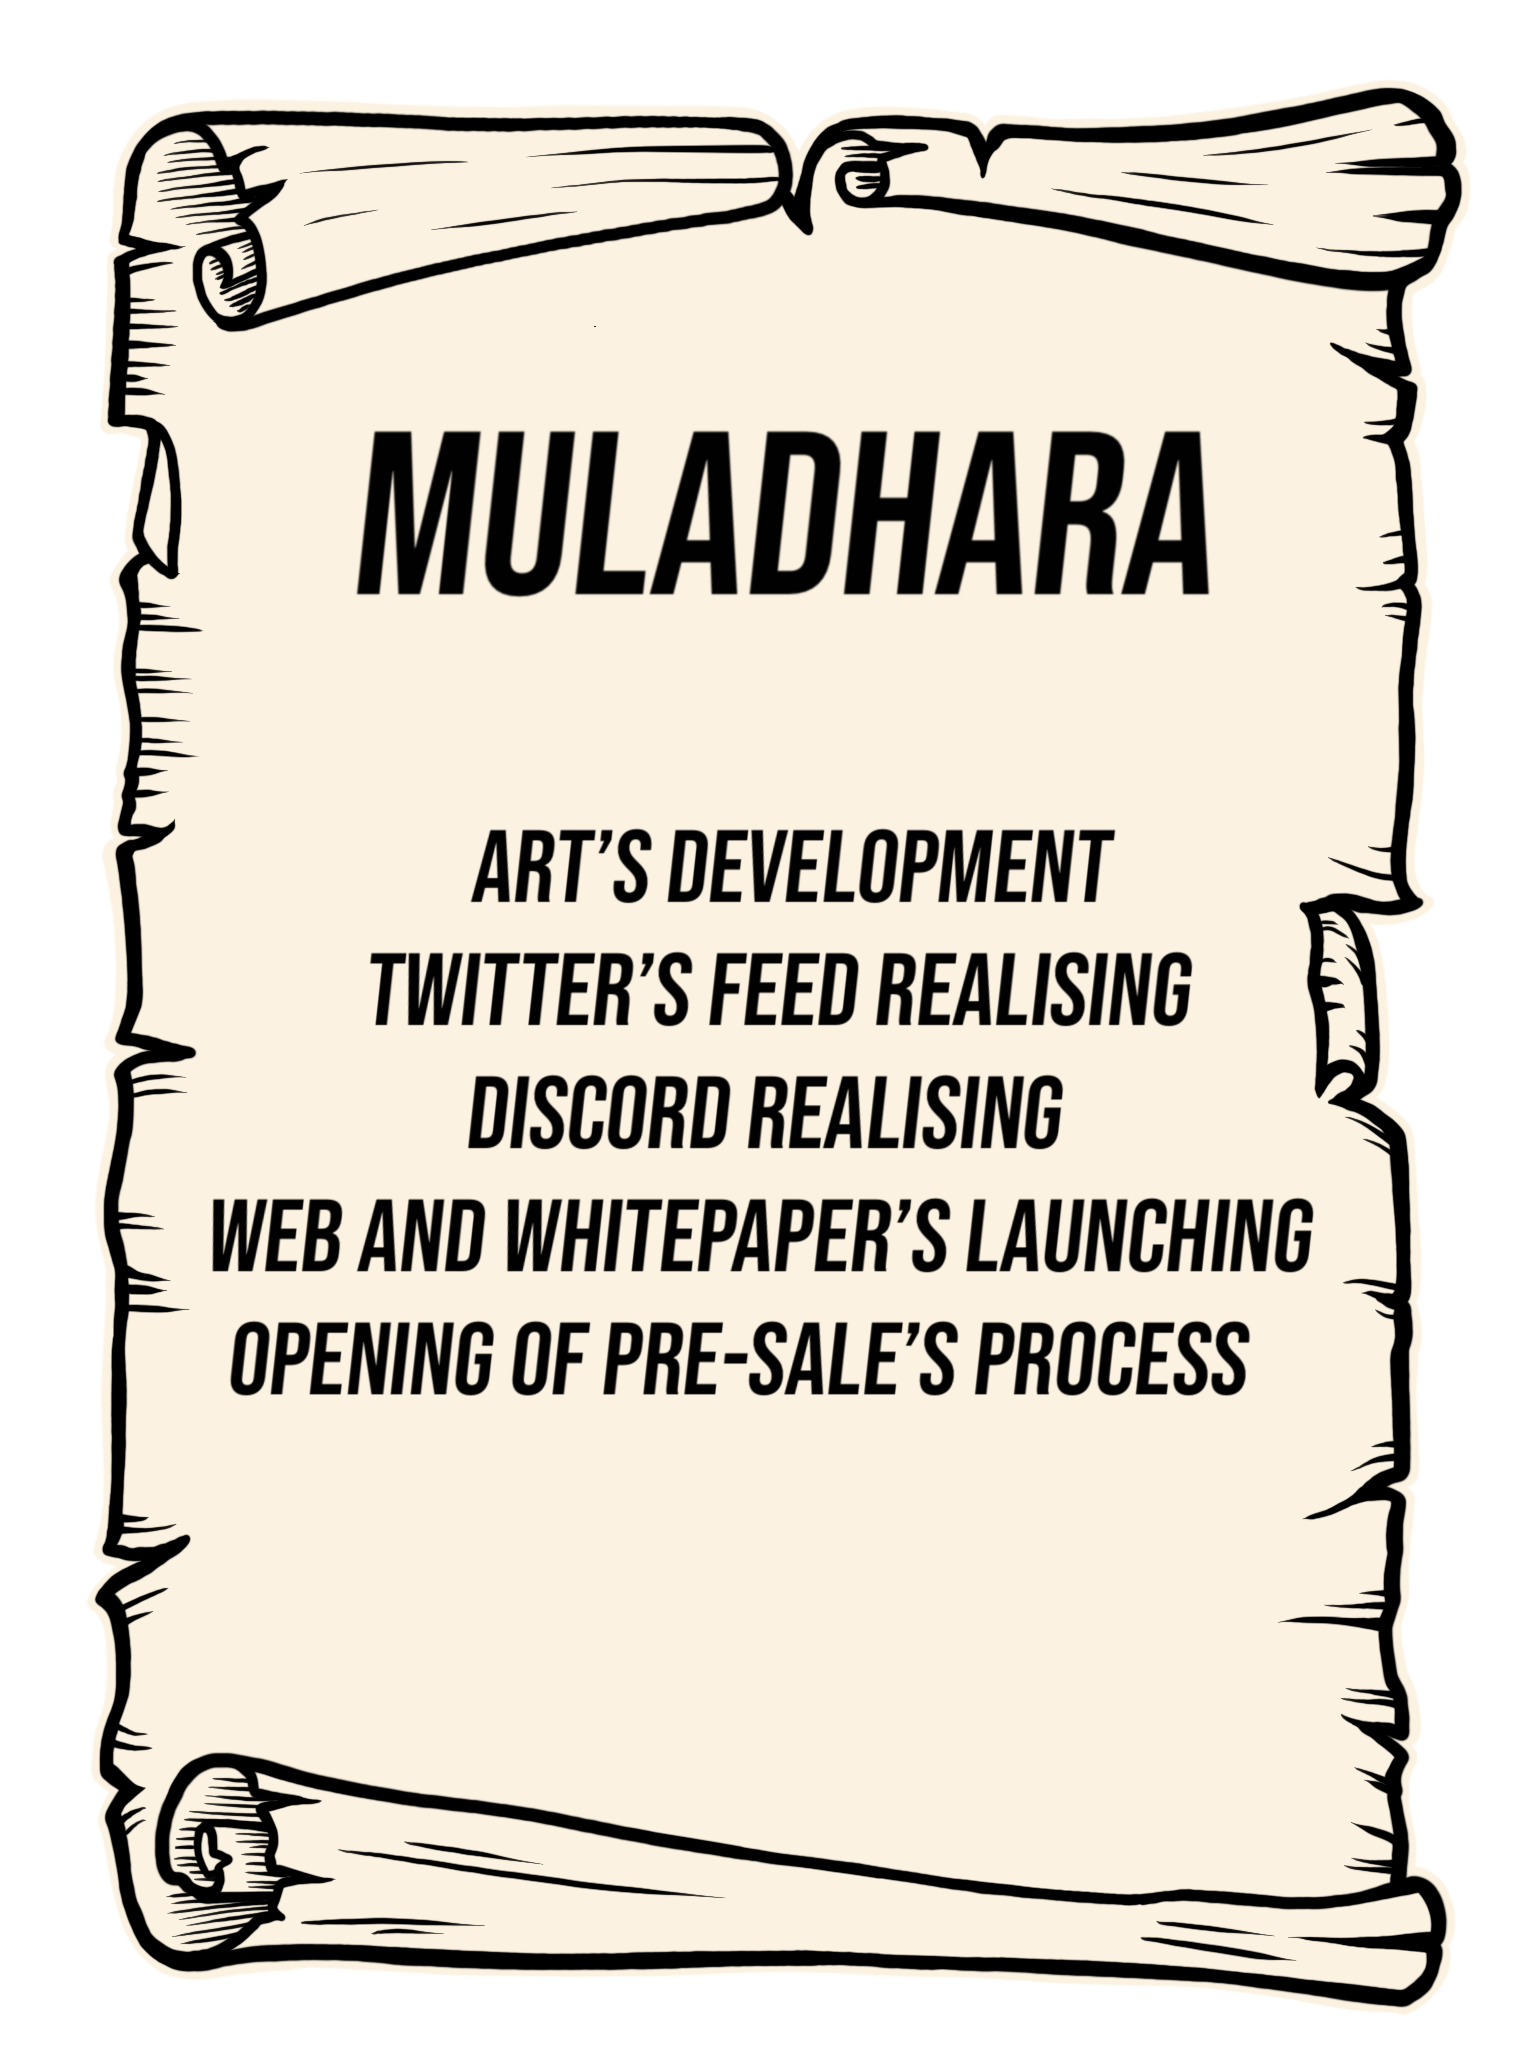 MULADHARA
ART’S DEVELOPMENT
TWITTER’S FEED REALISING
DISCORD REALISING
WEB AND WHITEPAPER’S LAUNCHING
OPENING OF PRE-SALE’S PROCESS